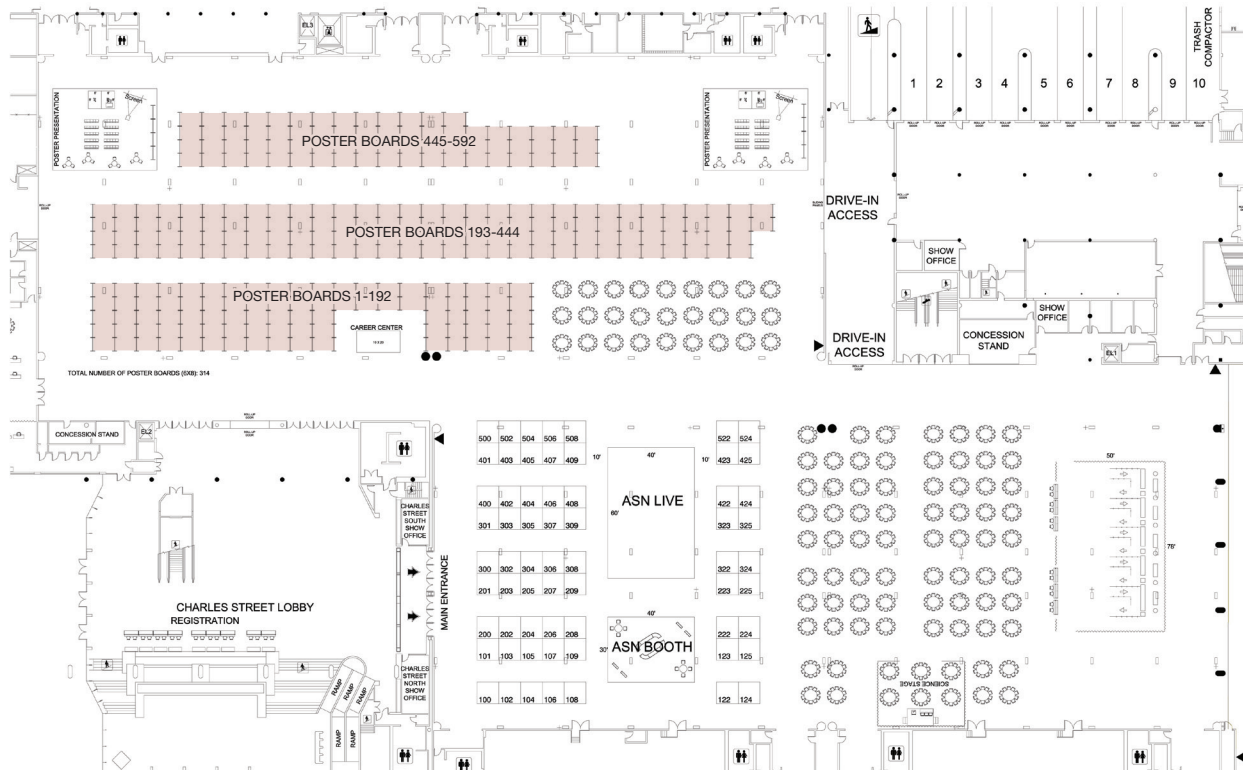 EL3
TRASH
COMPACTOR
1 2 3 4 5 6 7 8 9 10
POSTER PRESENTATION
Screen
POSTER BOARDS 445-592
POSTER PRESENTATION
Screen
DRIVE-IN
ACCESS
POSTER BOARDS 193-444
SHOW
OFFICE
POSTER BOARDS 1-192
CAREER CENTER
SHOW
OFFICE
DRIVE-IN
ACCESS
CONCESSION
STAND
EL1
TOTAL NUMBER OF POSTER BOARDS (6X8): 314
CONCESSION STAND
EL2
500 502 504 506 508
401 403 405 407 409
10'
40'
10'
522 524
423 425
50'
ASN LIVE
60'
400 402 404 406 408
301 303 305 307 309
422 424
323 325
CHARLES
STREET
SOUTH
SHOW
OFFICE
75'
MAIN ENTRANCE
300 302 304 306 308
201 203 205 207 209
322 324
223 225
CHARLES STREET LOBBY
REGISTRATION
40'
200 202 204 206 208
101 103 105 107 109
30'
ASN BOOTH
222 224
123 125
CHARLES
STREET
NORTH
SHOW
OFFICE
RAMP
RAMP
RAMP
RAMP
RAMP
SCIENCE STAGE
100 102 104 106 108
122 124